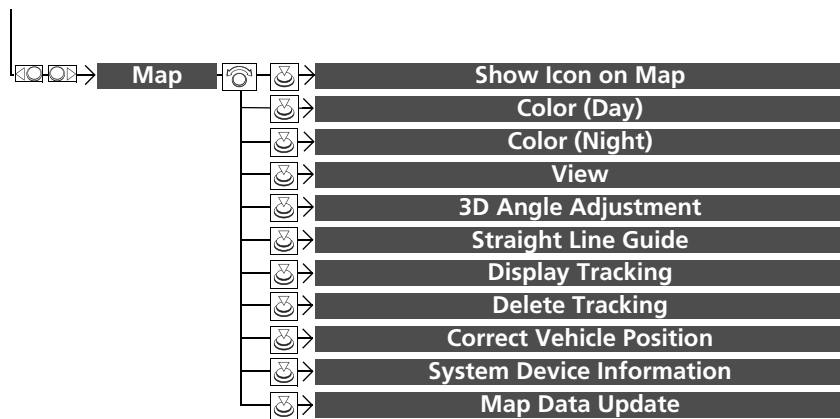 Map
Show Icon on Map
Color (Day)
Color (Night)
View
3D Angle Adjustment
Straight Line Guide
Display Tracking
Delete Tracking
Correct Vehicle Position
System Device Information
Map Data Update